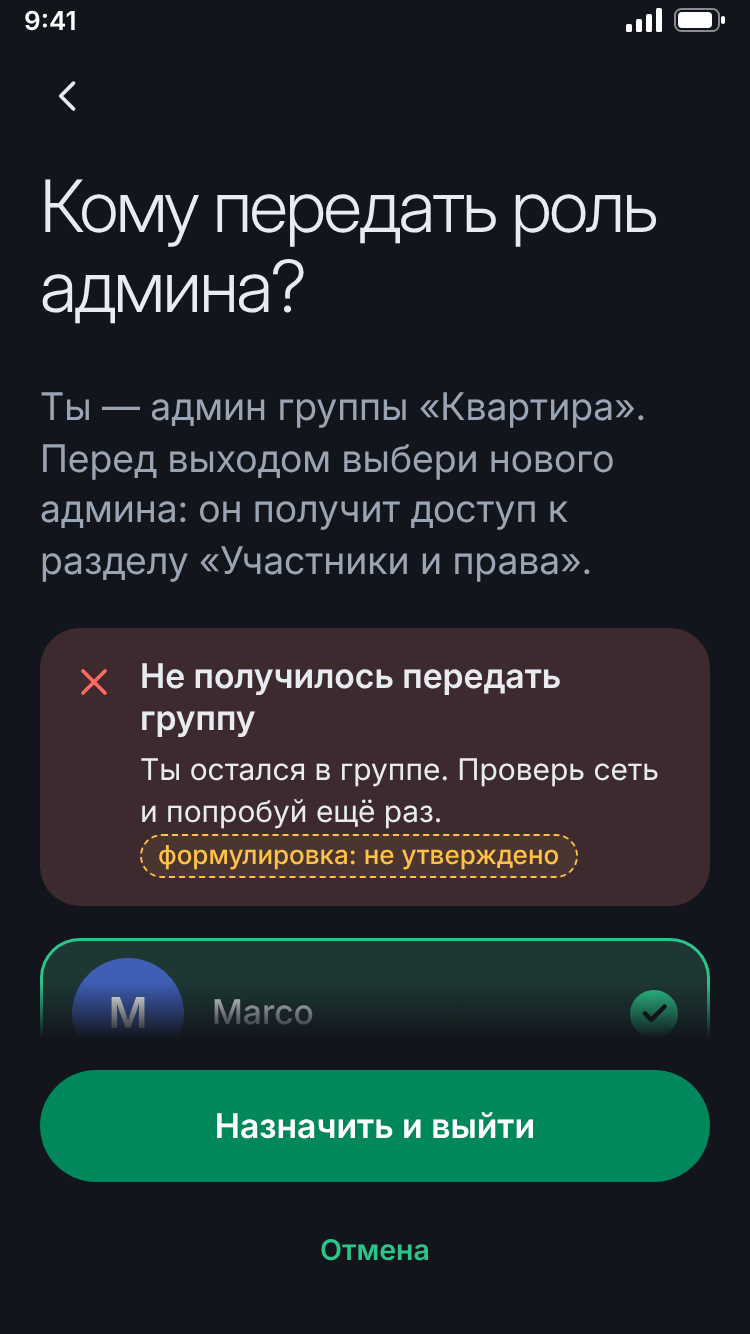 9:41
Кому передать роль
админа?
Ты — админ группы «Квартира».
Перед выходом выбери нового
админа: он получит доступ к
разделу «Участники и права».
Не получилось передать
группу
Ты остался в группе. Проверь сеть
и попробуй ещё раз.
формулировка: не утверждено
M
Marco
Назначить и выйти
Отмена